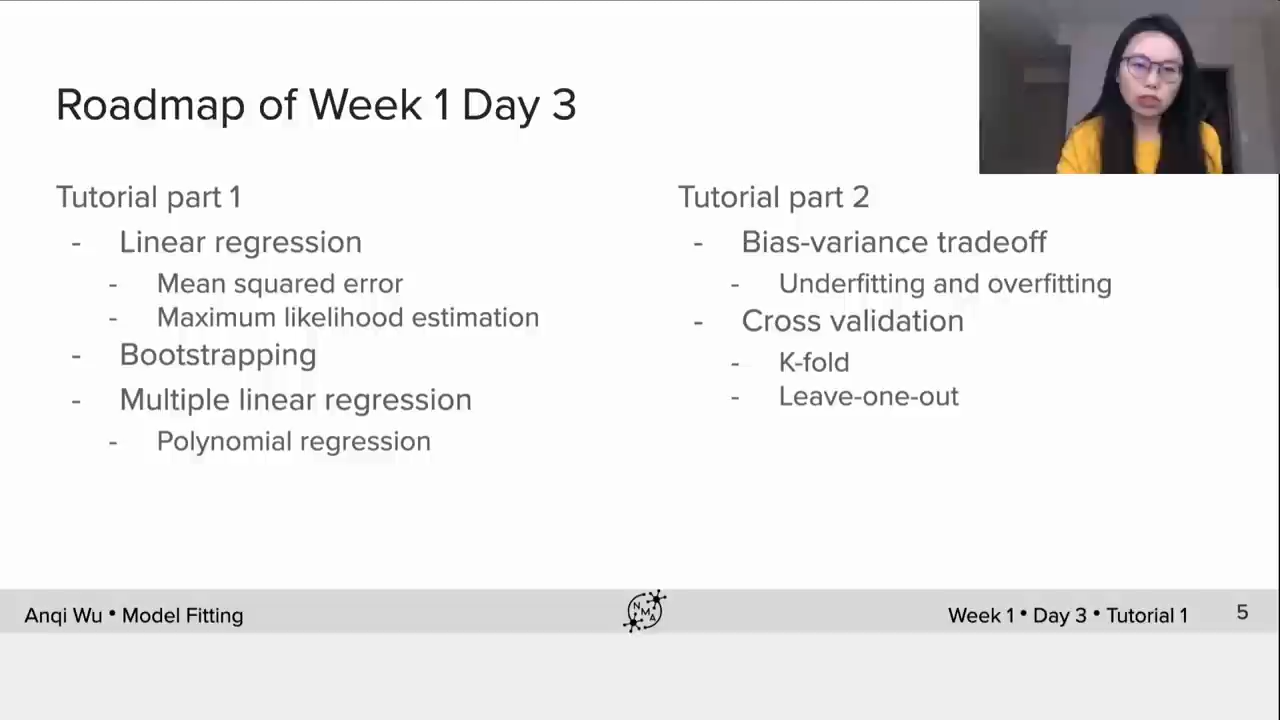 Roadmap of Week 1 Day 3
Tutorial part 1
- Linear regression
- Mean squared error
- Maximum likelihood estimation
- Bootstrapping
- Multiple linear regression
- Polynomial regression
Tutorial part 2
- Bias-variance tradeoff
- Underfitting and overfitting
- Cross validation
- K-fold
- Leave-one-out
Anqi Wu • Model Fitting
N M A
Week 1 • Day 3 • Tutorial 1
5